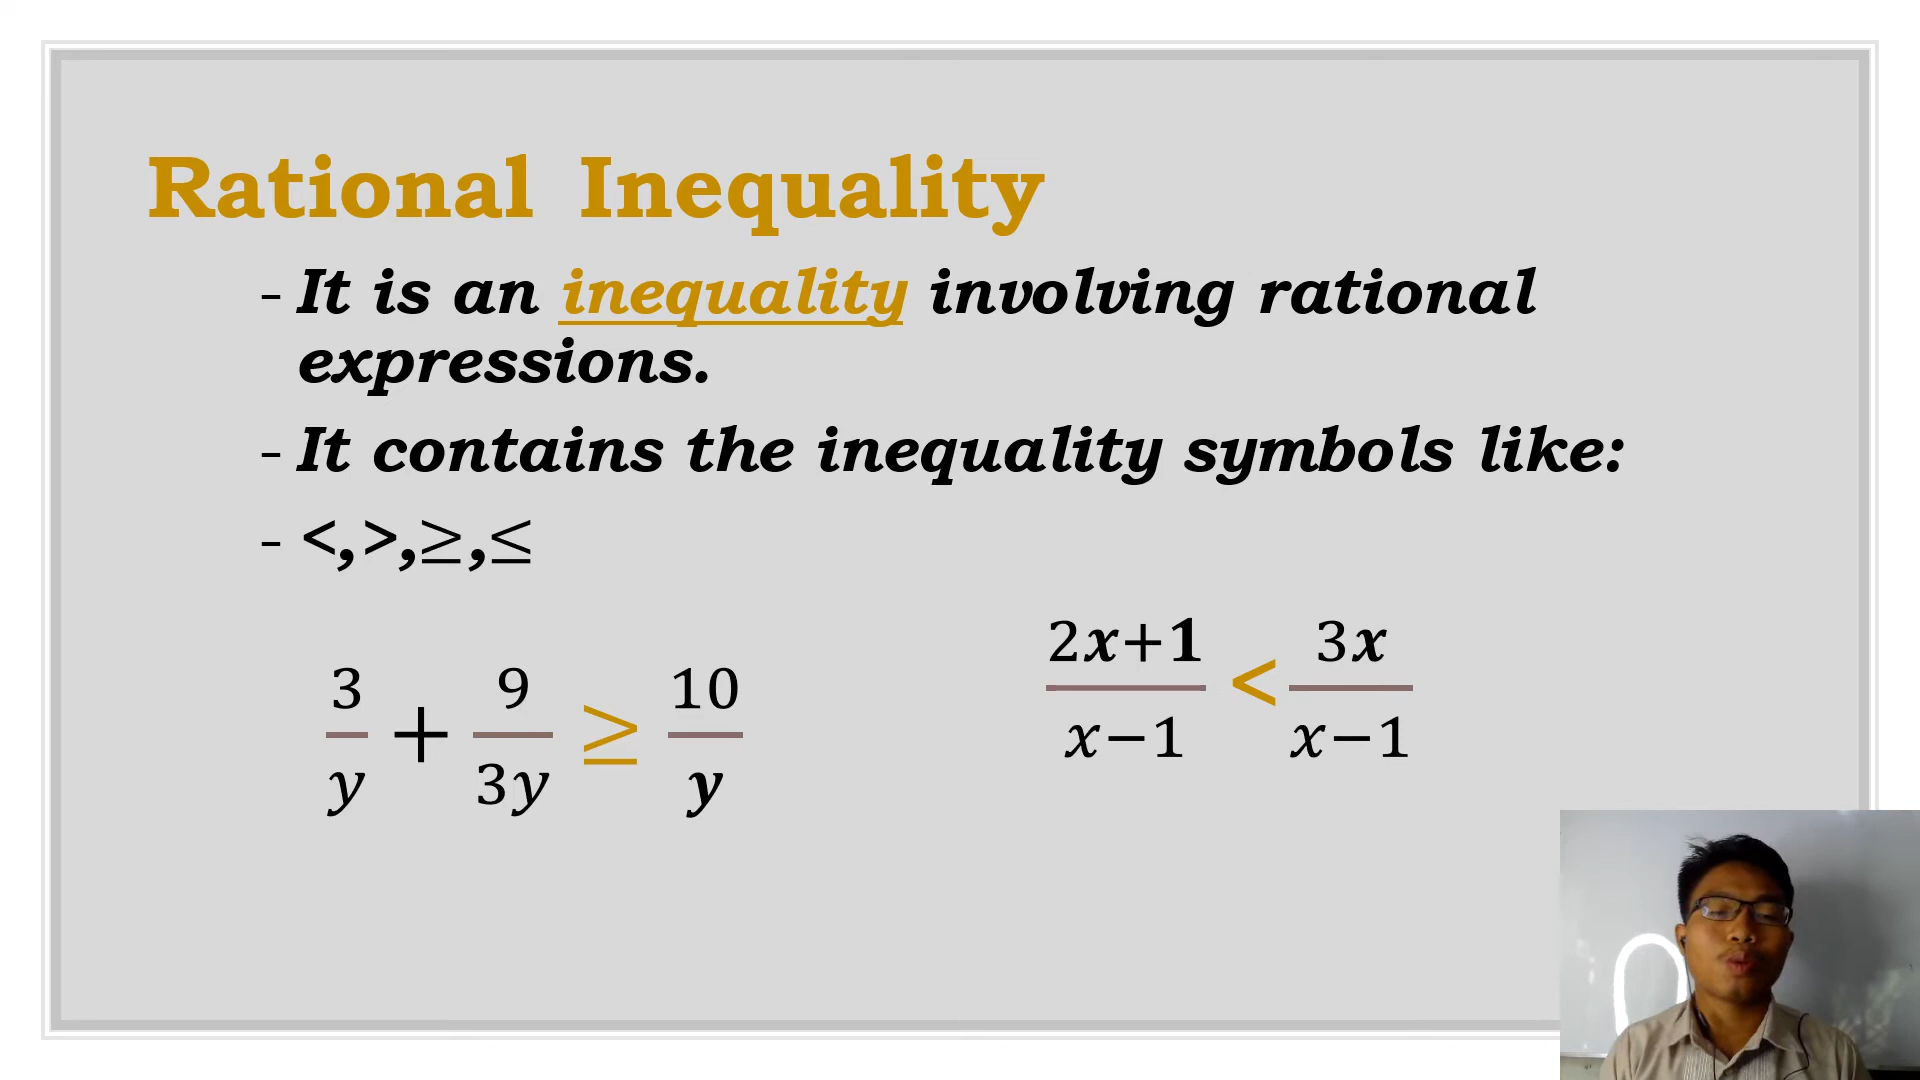 Rational Inequality
- It is an inequality involving rational
expressions.
- It contains the inequality symbols like:
- <,>,≥,≤
3/y + 9/3y ≥ 10/y
2x+1/x−1 < 3x/x−1